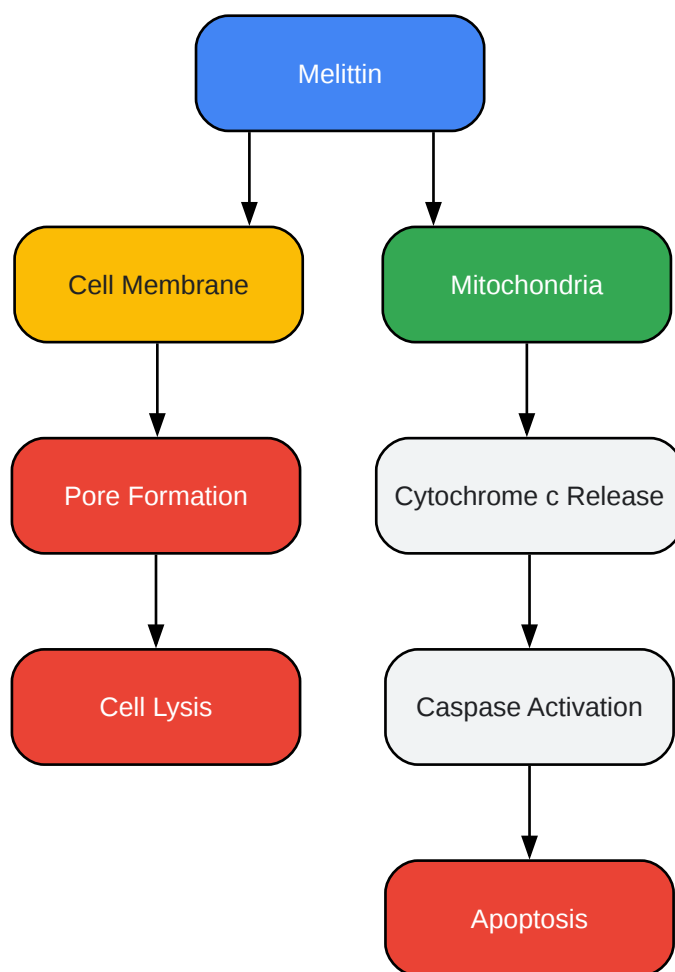 Melittin
Cell Membrane
Mitochondria
Pore Formation
Cytochrome c Release
Cell Lysis
Caspase Activation
Apoptosis